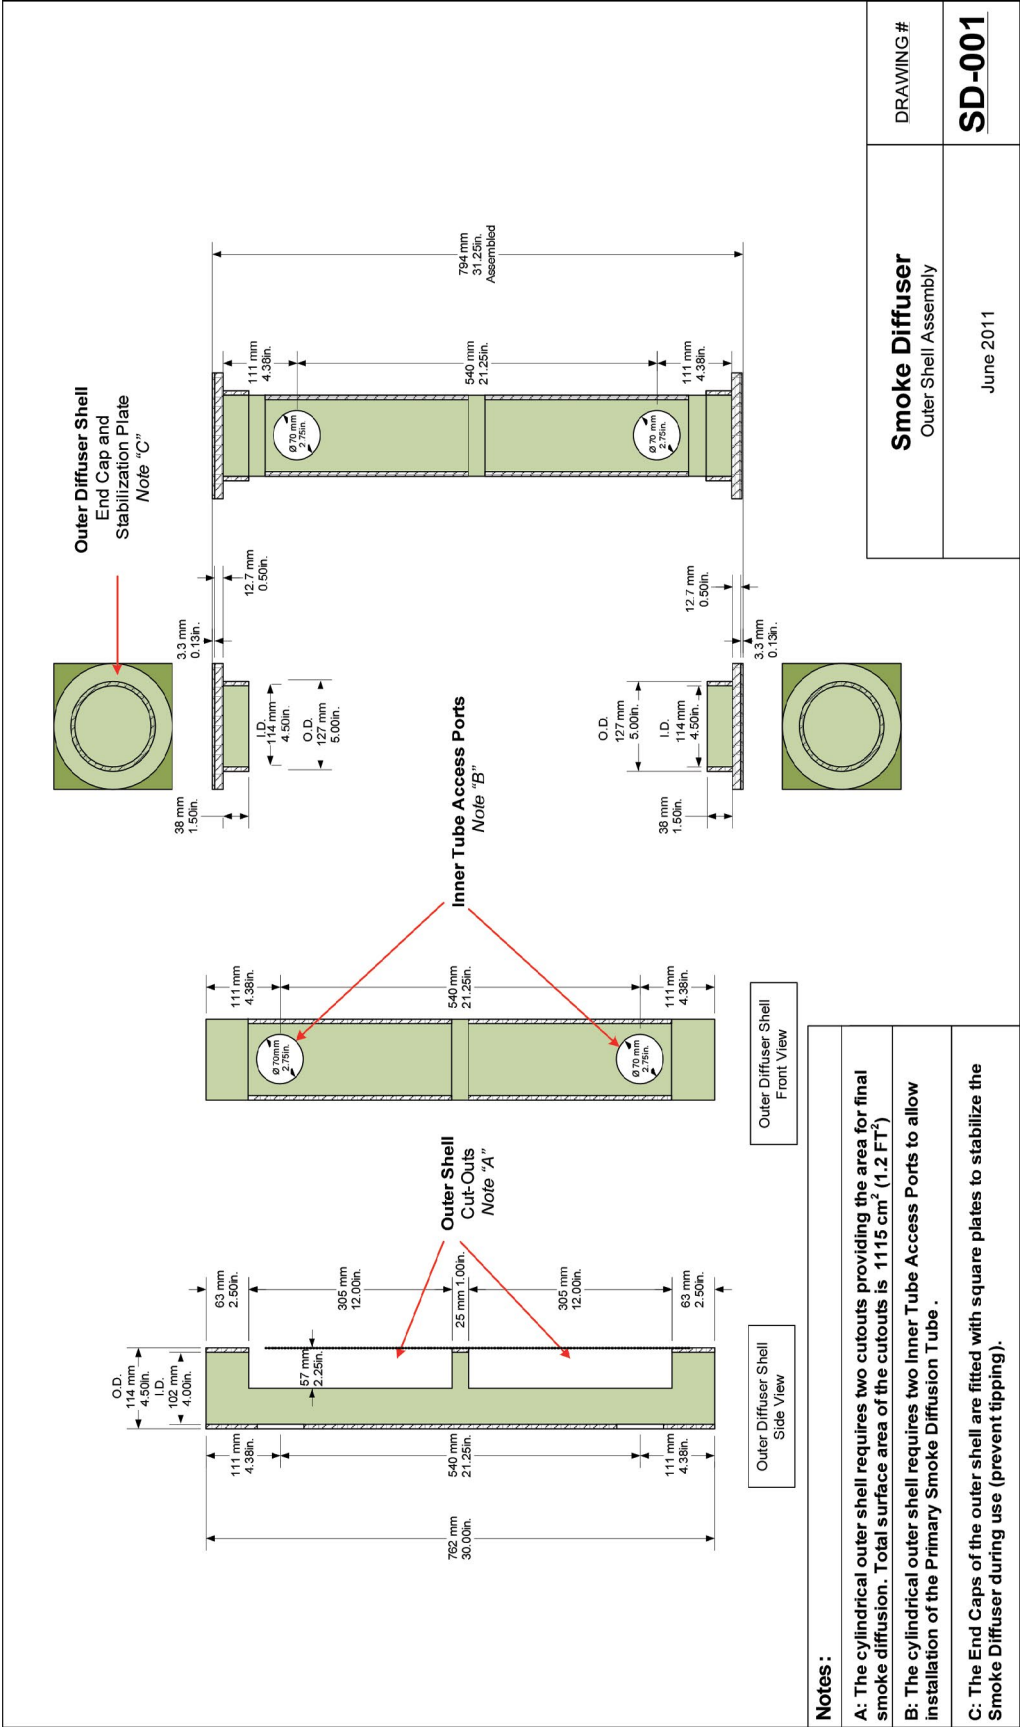 Outer Diffuser Shell
End Cap and
Stabilization Plate
Note “C”
3.3 mm
0.13in.
12.7 mm
0.50in.
38 mm
1.50in.
I.D.
114 mm
4.50in.
O.D.
127 mm
5.00in.
O.D.
127 mm
5.00in.
I.D.
114 mm
4.50in.
38 mm
1.50in.
12.7 mm
0.50in.
3.3 mm
0.13in.
111 mm
4.38in.
Ø 70 mm
2.75in.
540 mm
21.25in.
Ø 70 mm
2.75in.
111 mm
4.38in.
794 mm
31.25in.
Assembled
Inner Tube Access Ports
Note “B”
111 mm
4.38in.
Ø 70mm
2.75in.
540 mm
21.25in.
Ø 70 mm
2.75in.
111 mm
4.38in.
Outer Diffuser Shell
Front View
Outer Shell
Cut-Outs
Note “A”
O.D.
114 mm
4.50in.
I.D.
102 mm
4.00in.
63 mm
2.50in.
305 mm
12.00in.
57 mm
2.25in.
25 mm 1.00in.
305 mm
12.00in.
63 mm
2.50in.
111 mm
4.38in.
540 mm
21.25in.
111 mm
4.38in.
762 mm
30.00in.
Outer Diffuser Shell
Side View
Notes :
A: The cylindrical outer shell requires two cutouts providing the area for final
smoke diffusion. Total surface area of the cutouts is 1115 cm² (1.2 FT²)
B: The cylindrical outer shell requires two Inner Tube Access Ports to allow
installation of the Primary Smoke Diffusion Tube .
C: The End Caps of the outer shell are fitted with square plates to stabilize the
Smoke Diffuser during use (prevent tipping).
Smoke Diffuser
Outer Shell Assembly
June 2011
DRAWING #
SD-001